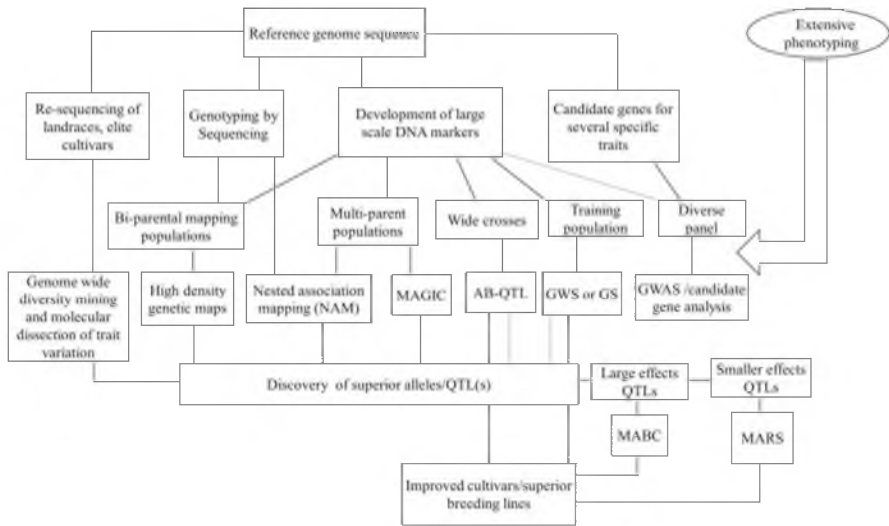 Reference genome sequence
Extensive
phenotyping
Re-sequencing of
landraces, elite
cultivars
Genotyping by
Sequencing
Development of large
scale DNA markers
Candidate genes for
several specific
traits
Bi-parental mapping
populations
Multi-parent
populations
Wide crosses
Training
population
Diverse
panel
Genome wide
diversity mining
and molecular
dissection of trait
variation
High density
genetic maps
Nested association
mapping (NAM)
MAGIC
AB-QTL
GWS or GS
GWAS /candidate
gene analysis
Discovery of superior alleles/QTL(s)
Large effects
QTLs
Smaller effects
QTLs
MABC
MARS
Improved cultivars/superior
breeding lines